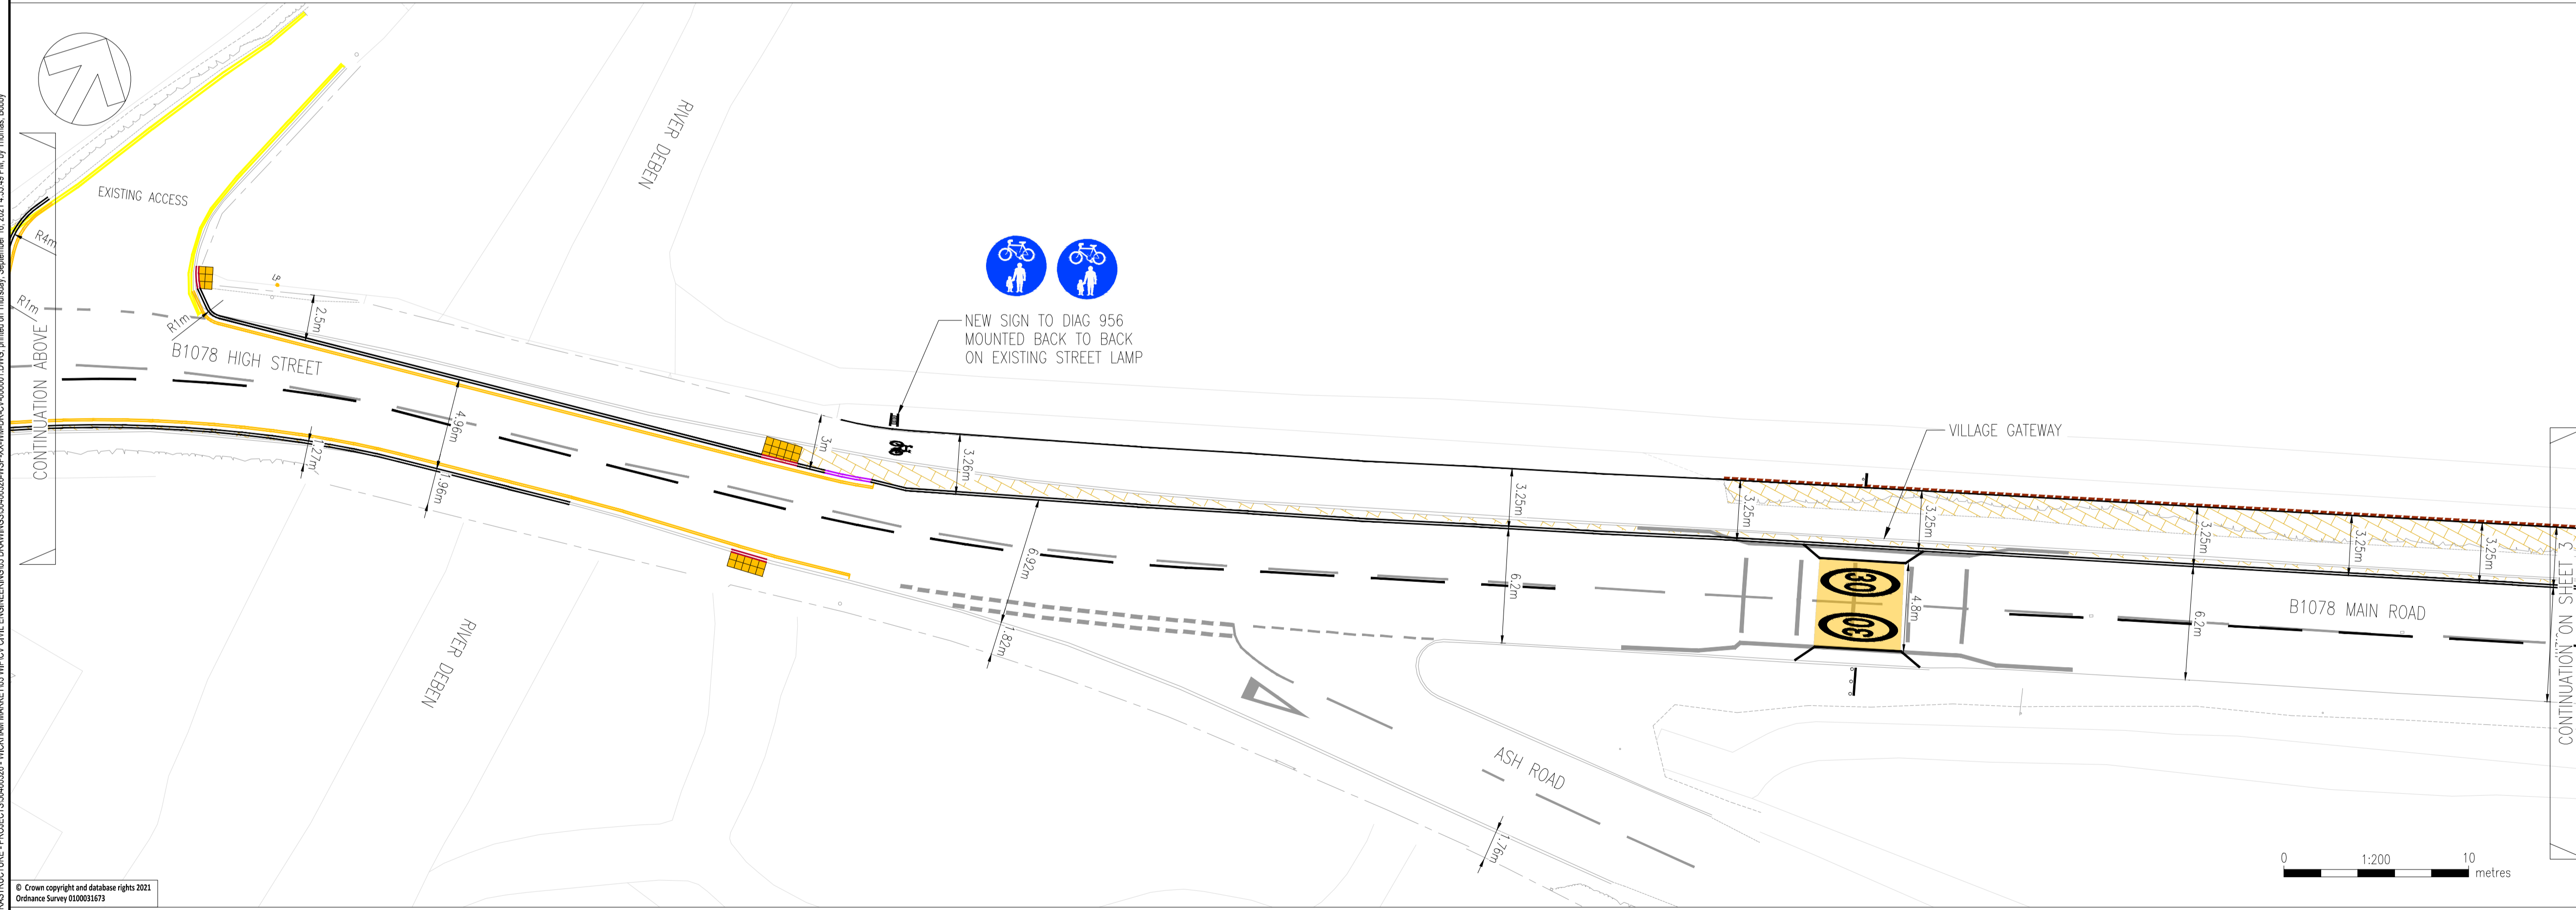 EXISTING ACCESS
R4m
R1m
R1m
CONTINUATION ABOVE
B1078 HIGH STREET
LP
2.5m
RIVER DEBEN
4.96m
1.96m
RIVER DEBEN
NEW SIGN TO DIAG 956
MOUNTED BACK TO BACK
ON EXISTING STREET LAMP
3m
3.26m
6.92m
1.82m
3.25m
6.2m
VILLAGE GATEWAY
3.25m
3.25m
30
30
4.8m
3.25m
6.2m
3.25m
3.25m
B1078 MAIN ROAD
ASH ROAD
1.76m
CONTINUATION ON SHEET 3
0 1:200 10
metres
© Crown copyright and database rights 2021
Ordnance Survey 0100031673